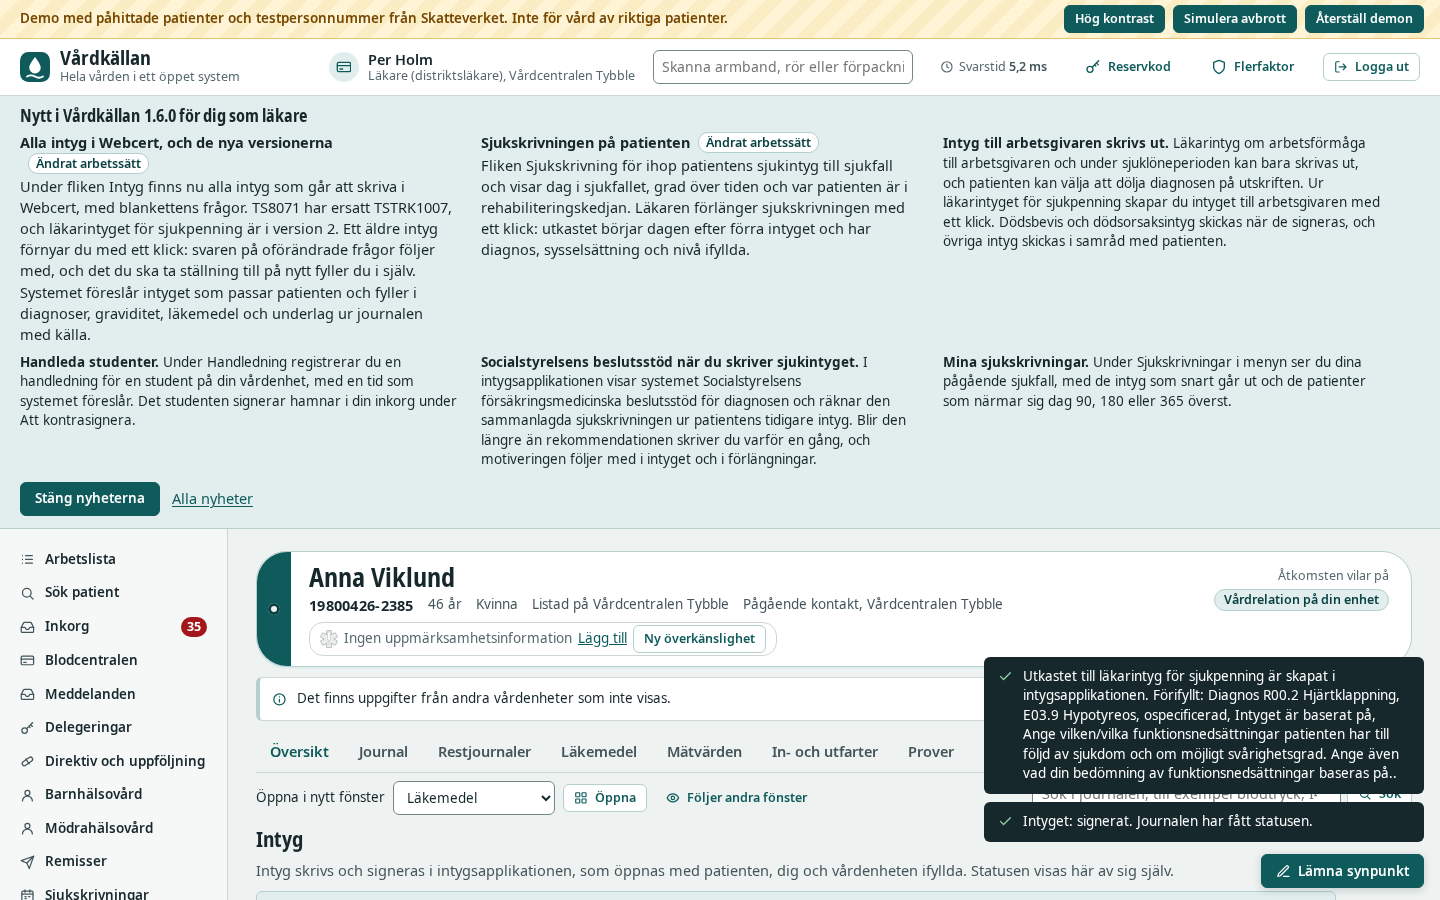 Demo med påhittade patienter och testpersonnummer från Skatteverket. Inte för vård av riktiga patienter.
Hög kontrast
Simulera avbrott
Återställ demon
Vårdkällan
Hela vården i ett öppet system
Per Holm
Läkare (distriktsläkare), Vårdcentralen Tybble
Skanna armband, rör eller förpackni
Svarstid 5,2 ms
Reservkod
Flerfaktor
Logga ut
Nytt i Vårdkällan 1.6.0 för dig som läkare
Alla intyg i Webcert, och de nya versionerna
Ändrat arbetssätt
Under fliken Intyg finns nu alla intyg som går att skriva i
Webcert, med blankettens frågor. TS8071 har ersatt TSTRK1007,
och läkarintyget för sjukpenning är i version 2. Ett äldre intyg
förnyar du med ett klick: svaren på oförändrade frågor följer
med, och det du ska ta ställning till på nytt fyller du i själv.
Systemet föreslår intyget som passar patienten och fyller i
diagnoser, graviditet, läkemedel och underlag ur journalen
med källa.
Sjukskrivningen på patienten Ändrat arbetssätt
Fliken Sjukskrivning för ihop patientens sjukintyg till sjukfall
och visar dag i sjukfallet, grad över tiden och var patienten är i
rehabiliteringskedjan. Läkaren förlänger sjukskrivningen med
ett klick: utkastet börjar dagen efter förra intyget och har
diagnos, sysselsättning och nivå ifyllda.
Intyg till arbetsgivaren skrivs ut. Läkarintyg om arbetsförmåga
till arbetsgivaren och under sjuklöneperioden kan bara skrivas ut,
och patienten kan välja att dölja diagnosen på utskriften. Ur
läkarintyget för sjukpenning skapar du intyget till arbetsgivaren med
ett klick. Dödsbevis och dödsorsaksintyg skickas när de signeras, och
övriga intyg skickas i samråd med patienten.
Handleda studenter. Under Handledning registrerar du en
handledning för en student på din vårdenhet, med en tid som
systemet föreslår. Det studenten signerar hamnar i din inkorg under
Att kontrasignera.
Socialstyrelsens beslutsstöd när du skriver sjukintyget. I
intygsapplikationen visar systemet Socialstyrelsens
försäkringsmedicinska beslutsstöd för diagnosen och räknar den
sammanlagda sjukskrivningen ur patientens tidigare intyg. Blir den
längre än rekommendationen skriver du varför en gång, och
motiveringen följer med i intyget och i förlängningar.
Mina sjukskrivningar. Under Sjukskrivningar i menyn ser du dina
pågående sjukfall, med de intyg som snart går ut och de patienter
som närmar sig dag 90, 180 eller 365 överst.
Stäng nyheterna
Alla nyheter
Arbetslista
Sök patient
Inkorg 35
Blodcentralen
Meddelanden
Delegeringar
Direktiv och uppföljning
Barnhälsovård
Mödrahälsovård
Remisser
Sjukskrivningar
Anna Viklund
19800426-2385 46 år Kvinna Listad på Vårdcentralen Tybble Pågående kontakt, Vårdcentralen Tybble
Ingen uppmärksamhetsinformation Lägg till Ny överkänslighet
Åtkomsten vilar på
Vårdrelation på din enhet
Det finns uppgifter från andra vårdenheter som inte visas.
Översikt Journal Restjournaler Läkemedel Mätvärden In- och utfarter Prover
Öppna i nytt fönster Läkemedel Öppna Följer andra fönster
Sök i journalen, till exempel blodtryck,
Sök
Utkastet till läkarintyg för sjukpenning är skapat i
intygsapplikationen. Förifyllt: Diagnos R00.2 Hjärtklappning,
E03.9 Hypotyreos, ospecificerad, Intyget är baserat på,
Ange vilken/vilka funktionsnedsättningar patienten har till
följd av sjukdom och om möjligt svårighetsgrad. Ange även
vad din bedömning av funktionsnedsättningar baseras på..
Intyget: signerat. Journalen har fått statusen.
Intyg
Intyg skrivs och signeras i intygsapplikationen, som öppnas med patienten, dig och vårdenheten ifyllda. Statusen visas här av sig själv.
Lämna synpunkt